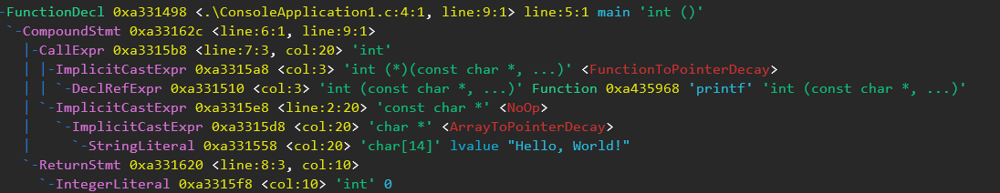 -FunctionDecl 0xa331498 <.\ConsoleApplication1.c:4:1, line:9:1> line:5:1 main 'int ()'
`-CompoundStmt 0xa33162c <line:6:1, line:9:1>
|-CallExpr 0xa3315b8 <line:7:3, col:20> 'int'
| |-ImplicitCastExpr 0xa3315a8 <col:3> 'int (*)(const char *, ...)' <FunctionToPointerDecay>
| | `-DeclRefExpr 0xa331510 <col:3> 'int (const char *, ...)' Function 0xa435968 'printf' 'int (const char *, ...)'
| `-ImplicitCastExpr 0xa3315e8 <line:2:20> 'const char *' <NoOp>
|   `-ImplicitCastExpr 0xa3315d8 <col:20> 'char *' <ArrayToPointerDecay>
|     `-StringLiteral 0xa331558 <col:20> 'char[14]' lvalue "Hello, World!"
`-ReturnStmt 0xa331620 <line:8:3, col:10>
  `-IntegerLiteral 0xa3315f8 <col:10> 'int' 0